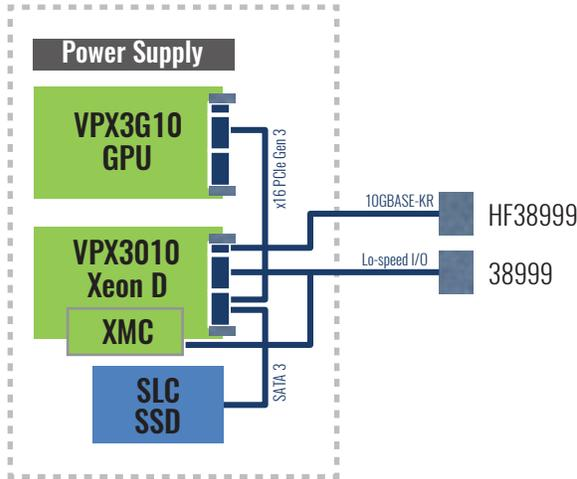 Power Supply
VPX3G10
GPU
x16 PCIe Gen 3
10GBASE-KR
HF38999
VPX3010
Xeon D
Lo-speed I/O
38999
XMC
SLC
SSD
SATA 3